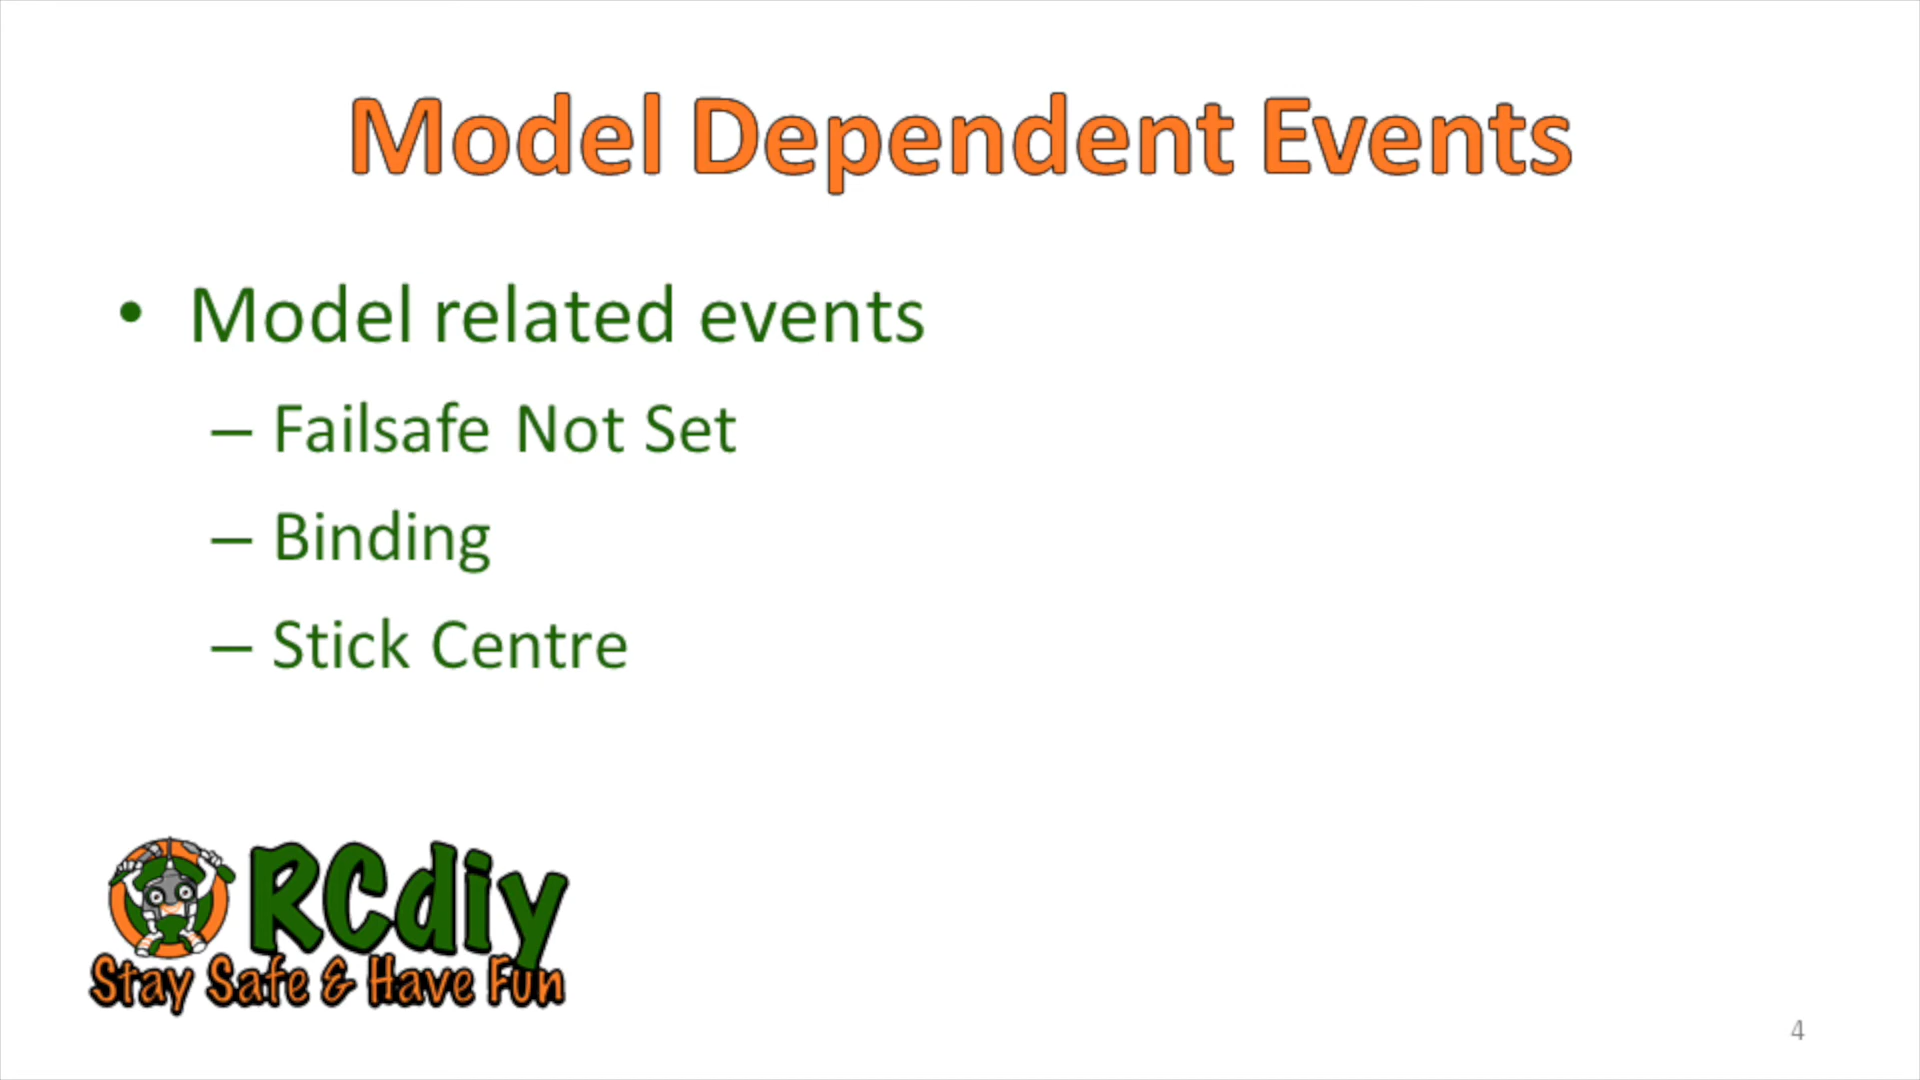 Model Dependent Events
• Model related events
– Failsafe Not Set
– Binding
– Stick Centre
RCdiy
Stay Safe & Have Fun
4